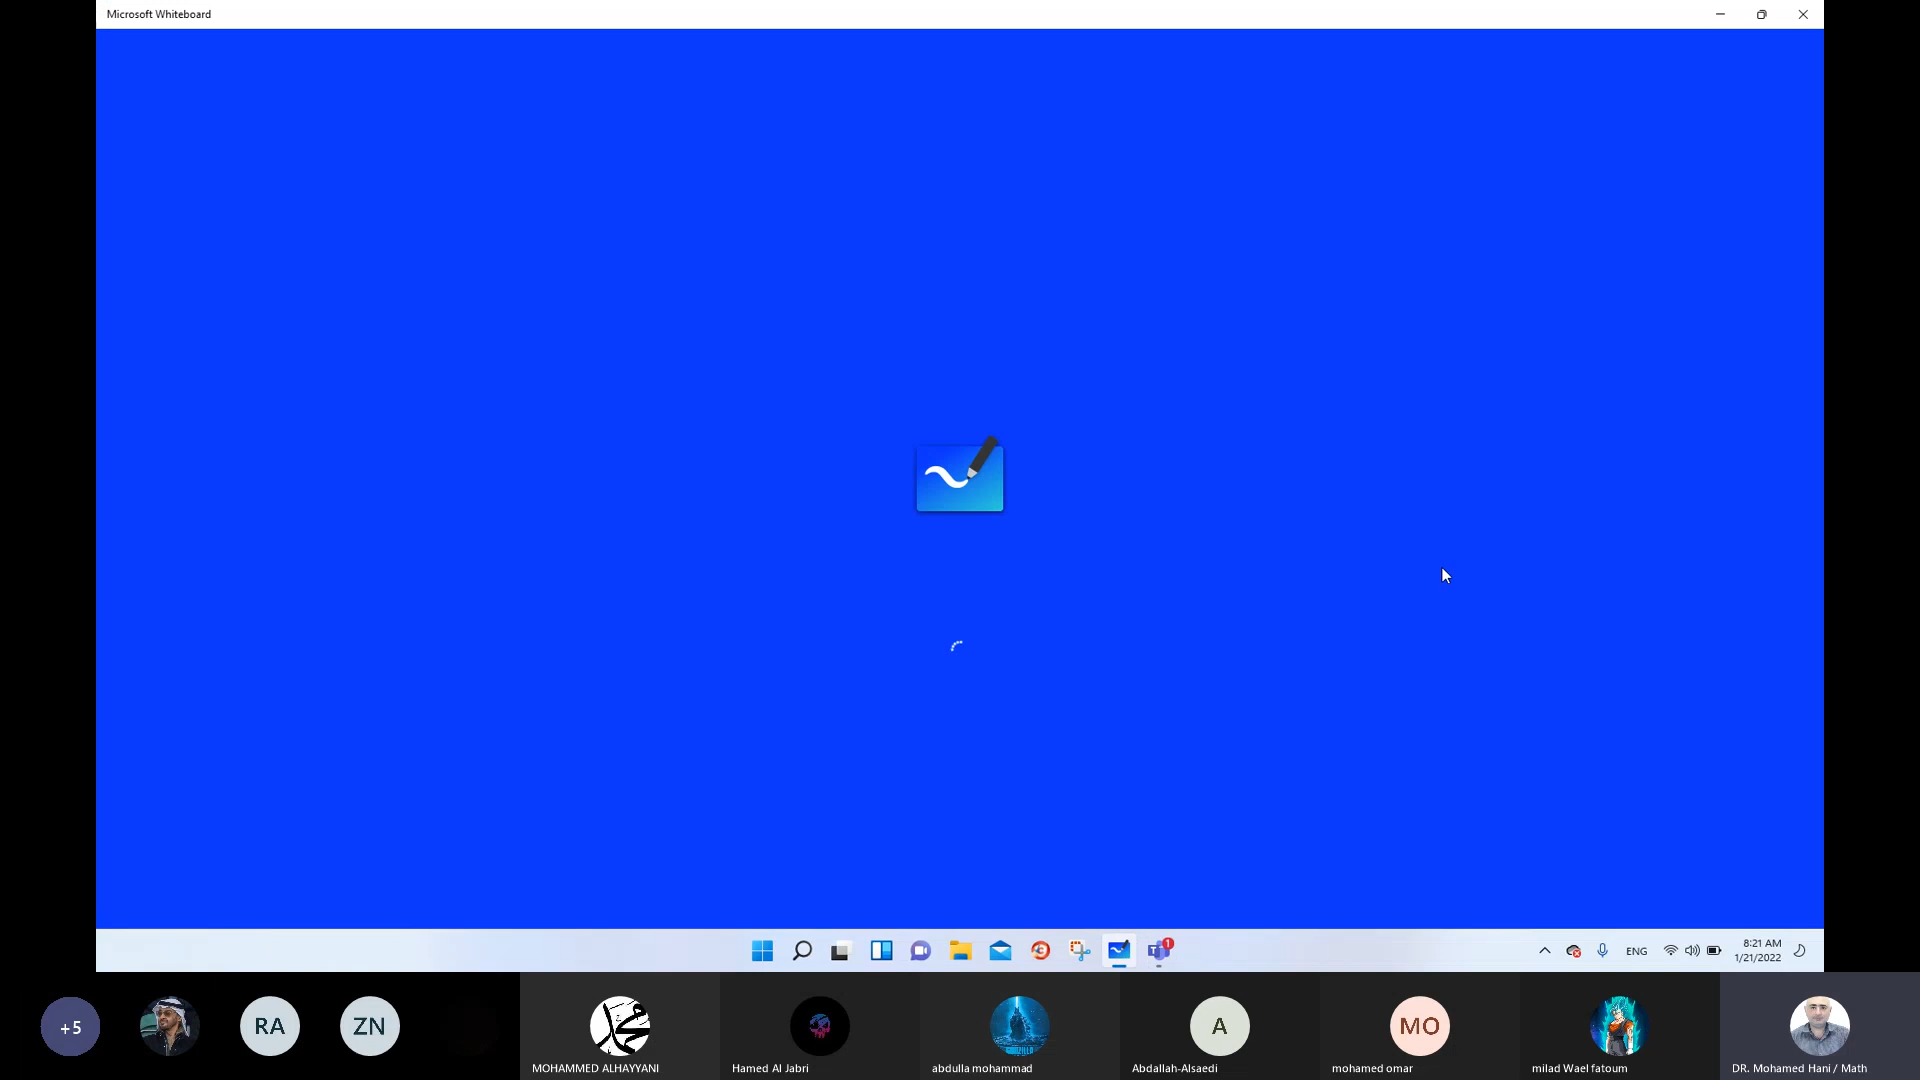 Microsoft Whiteboard
1
ENG
8:21 AM
1/21/2022
+5
RA
ZN
A
MO
MOHAMMED ALHAYYANI
Hamed Al Jabri
abdulla mohammad
Abdallah-Alsaedi
mohamed omar
milad Wael fatoum
DR. Mohamed Hani / Math